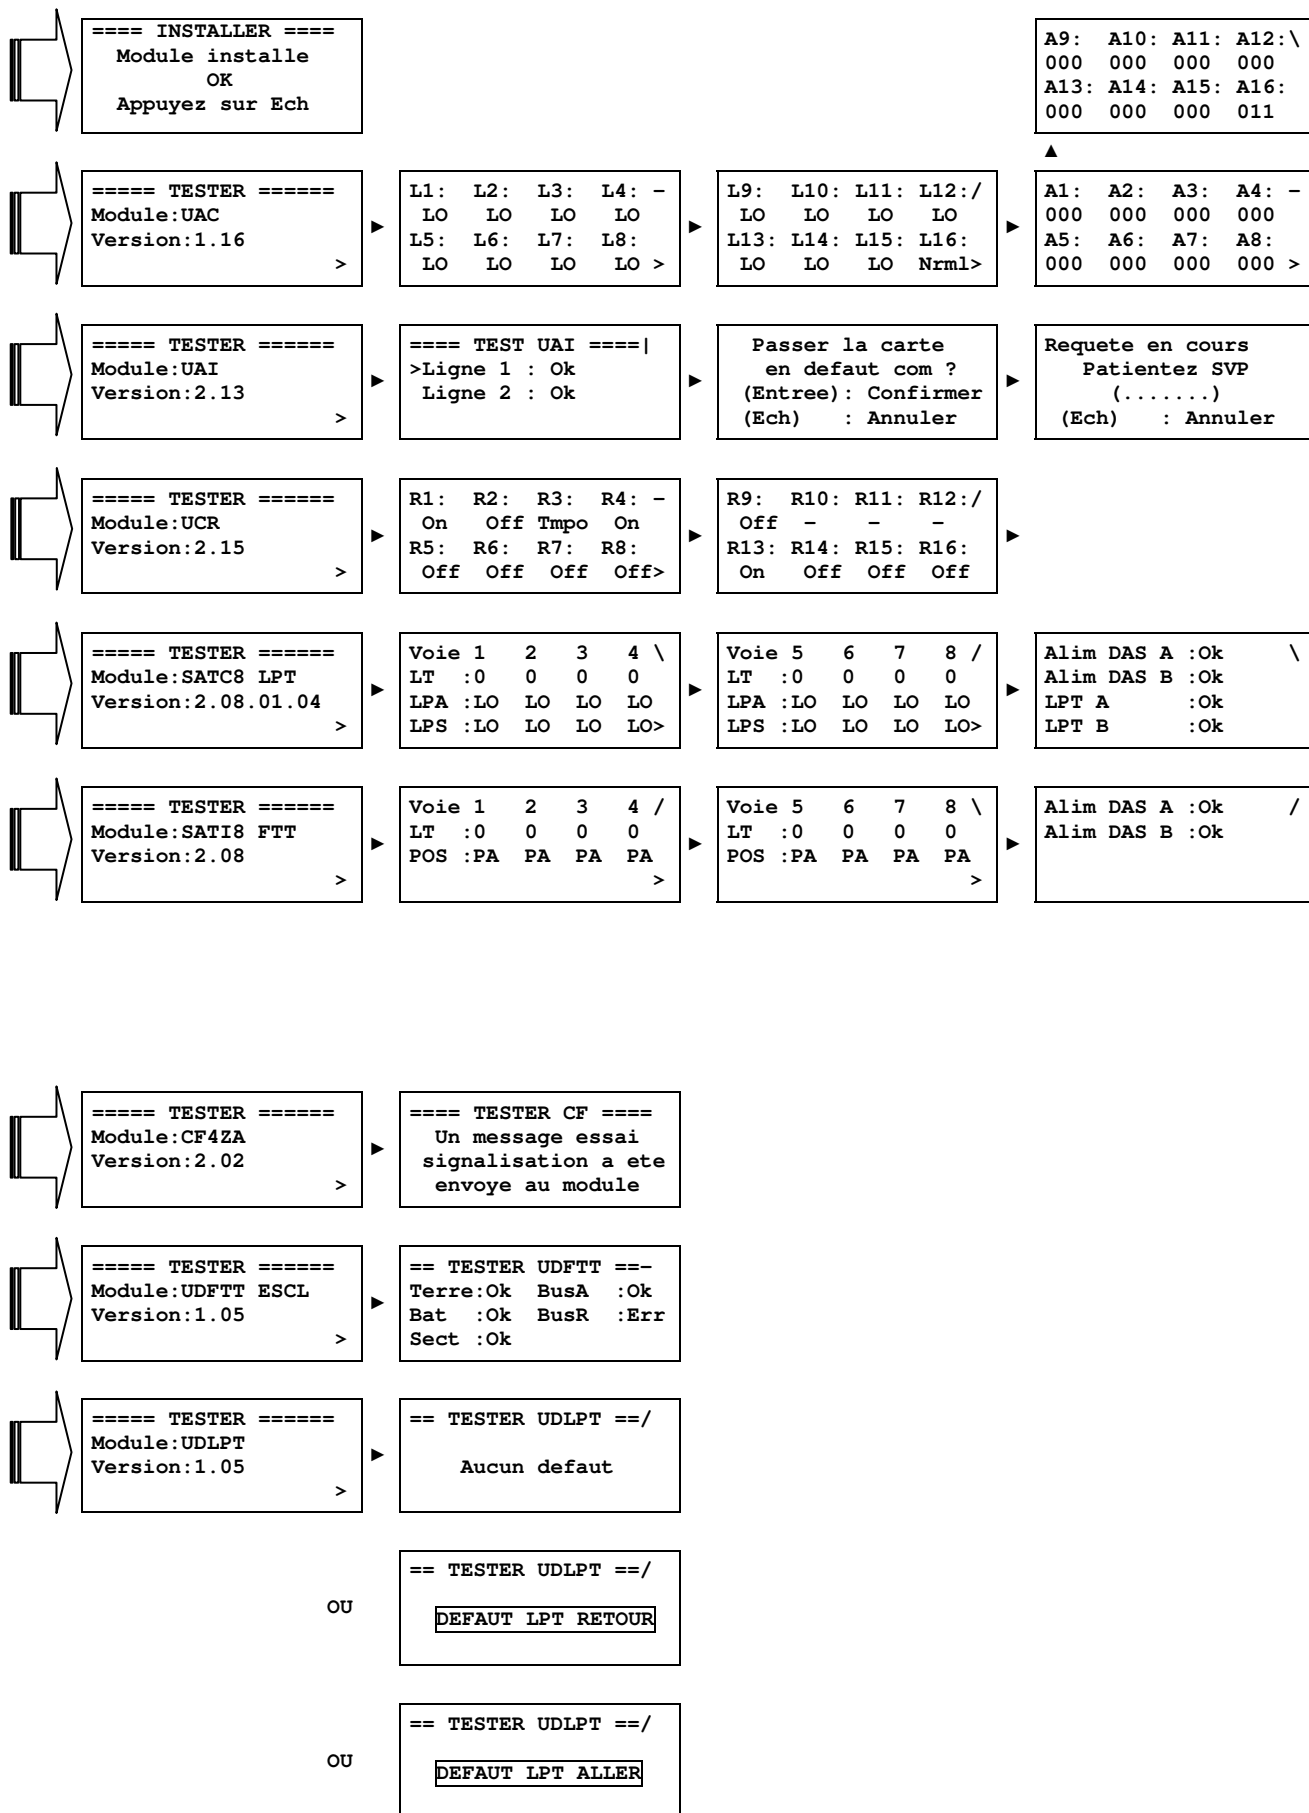 ==== INSTALLER ====
Module installe
OK
Appuyez sur Ech
A9: A10: A11: A12:\
000 000 000 000
A13: A14: A15: A16:
000 000 000 011
▲
===== TESTER ======
Module:UAC
Version:1.16
>
►
L1: L2: L3: L4: –
LO LO LO LO
L5: L6: L7: L8:
LO LO LO LO >
►
L9: L10: L11: L12:/
LO LO LO LO
L13: L14: L15: L16:
LO LO LO Nrml>
►
A1: A2: A3: A4: –
000 000 000 000
A5: A6: A7: A8:
000 000 000 000 >
===== TESTER ======
Module:UAI
Version:2.13
>
►
==== TEST UAI ====|
>Ligne 1 : Ok
Ligne 2 : Ok
►
Passer la carte
en defaut com ?
(Entree): Confirmer
(Ech) : Annuler
►
Requete en cours
Patientez SVP
(.......)
(Ech) : Annuler
===== TESTER ======
Module:UCR
Version:2.15
>
►
R1: R2: R3: R4: –
On Off Tmpo On
R5: R6: R7: R8:
Off Off Off Off>
►
R9: R10: R11: R12:/
Off – – –
R13: R14: R15: R16:
On Off Off Off
►
===== TESTER ======
Module:SATC8 LPT
Version:2.08.01.04
>
►
Voie 1 2 3 4 \
LT :0 0 0 0
LPA :LO LO LO LO
LPS :LO LO LO LO>
►
Voie 5 6 7 8 /
LT :0 0 0 0
LPA :LO LO LO LO
LPS :LO LO LO LO>
►
Alim DAS A :Ok \
Alim DAS B :Ok
LPT A :Ok
LPT B :Ok
===== TESTER ======
Module:SATI8 FTT
Version:2.08
>
►
Voie 1 2 3 4 /
LT :0 0 0 0
POS :PA PA PA PA
>
►
Voie 5 6 7 8 \
LT :0 0 0 0
POS :PA PA PA PA
>
►
Alim DAS A :Ok /
Alim DAS B :Ok
===== TESTER ======
Module:CF4ZA
Version:2.02
>
►
==== TESTER CF ====
Un message essai
signalisation a ete
envoye au module
===== TESTER ======
Module:UDFTT ESCL
Version:1.05
>
►
== TESTER UDFTT ==–
Terre:Ok BusA :Ok
Bat :Ok BusR :Err
Sect :Ok
===== TESTER ======
Module:UDLPT
Version:1.05
>
►
== TESTER UDLPT ==/
Aucun defaut
OU
== TESTER UDLPT ==/
DEFAUT LPT RETOUR
OU
== TESTER UDLPT ==/
DEFAUT LPT ALLER